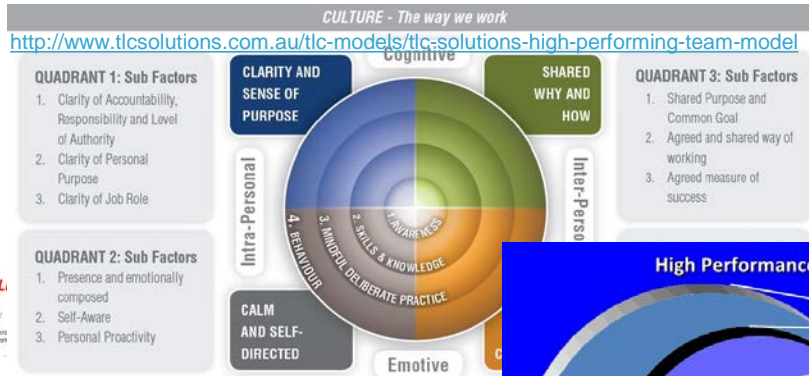 CULTURE - The way we work
http://www.tlcsolutions.com.au/tlc-models/tlc-solutions-high-performing-team-model
Cognitive
QUADRANT 1: Sub Factors
1. Clarity of Accountability,
Responsibility and Level
of Authority
2. Clarity of Personal
Purpose
3. Clarity of Job Role
CLARITY AND
SENSE OF
PURPOSE
SHARED
WHY AND
HOW
QUADRANT 3: Sub Factors
1. Shared Purpose and
Common Goal
2. Agreed and shared way of
working
3. Agreed measure of
success
Intra-Personal
Inter-Perso
1. AWARENESS
2. SKILLS & KNOWLEDGE
3. MINDFUL DELIBERATE PRACTICE
4. BEHAVIOUR
QUADRANT 2: Sub Factors
1. Presence and emotionally
composed
2. Self-Aware
3. Personal Proactivity
CALM
AND SELF-
DIRECTED
Emotive
C
High Performance